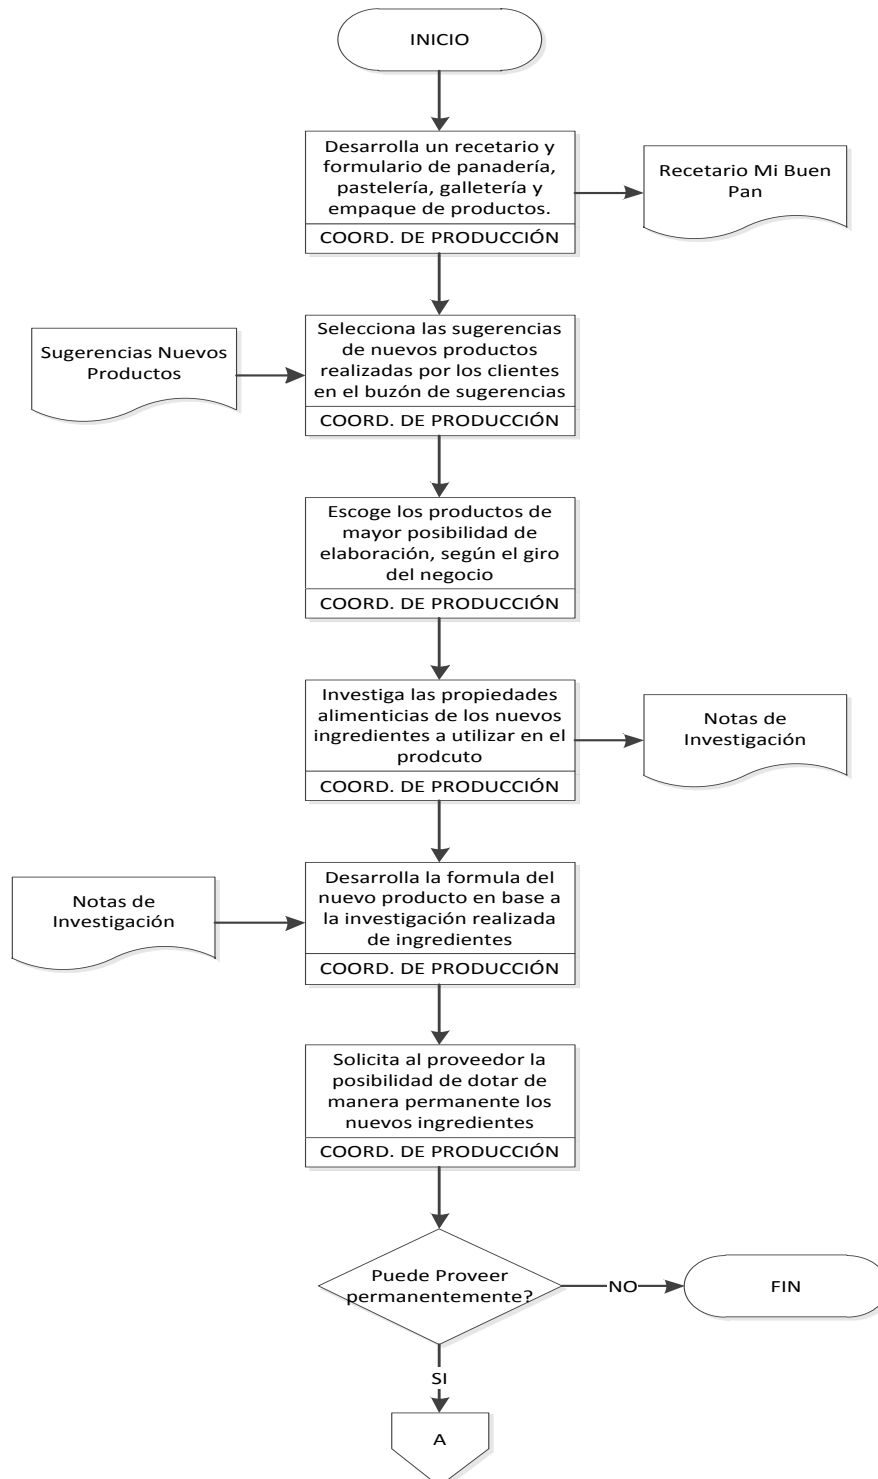 INICIO
Desarrolla un recetario y
formulario de panadería,
pastelería, galletería y
empaque de productos.
COORD. DE PRODUCCIÓN
Recetario Mi Buen
Pan
Sugerencias Nuevos
Productos
Selecciona las sugerencias
de nuevos productos
realizadas por los clientes
en el buzón de sugerencias
COORD. DE PRODUCCIÓN
Escoge los productos de
mayor posibilidad de
elaboración, según el giro
del negocio
COORD. DE PRODUCCIÓN
Investiga las propiedades
alimenticias de los nuevos
ingredientes a utilizar en el
prodcuto
COORD. DE PRODUCCIÓN
Notas de
Investigación
Notas de
Investigación
Desarrolla la formula del
nuevo producto en base a
la investigación realizada
de ingredientes
COORD. DE PRODUCCIÓN
Solicita al proveedor la
posibilidad de dotar de
manera permanente los
nuevos ingredientes
COORD. DE PRODUCCIÓN
Puede Proveer
permanentemente?
NO
FIN
SI
A